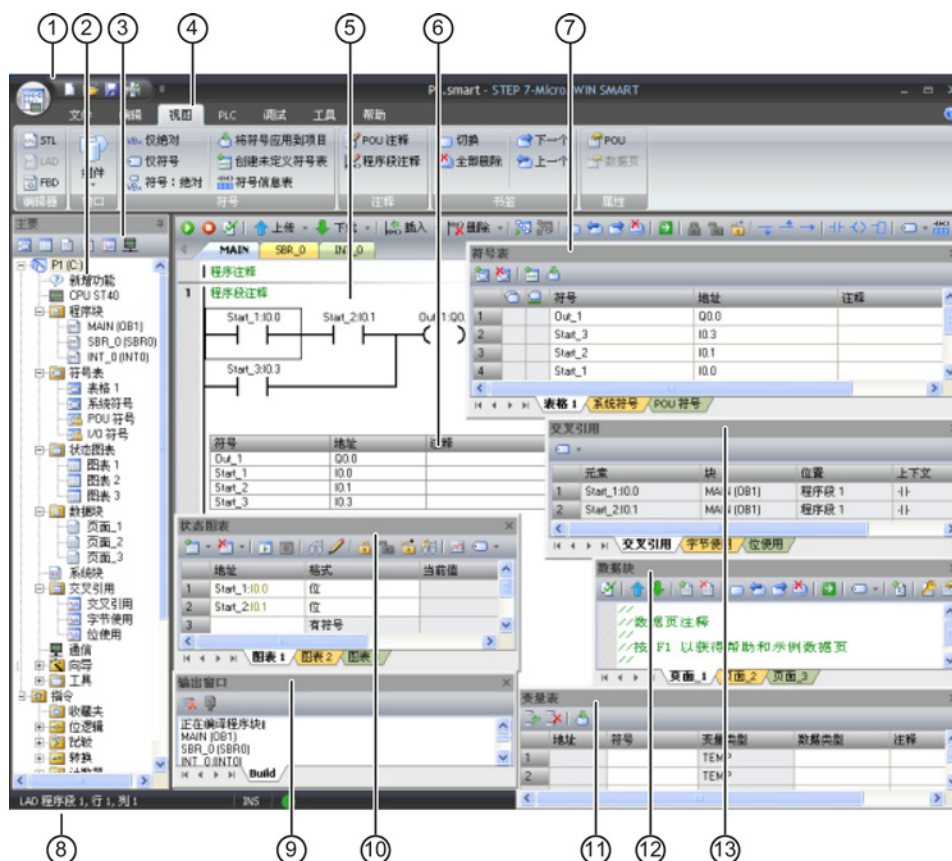 ① ② ③ ④ ⑤ ⑥ ⑦
.smart - STEP 7-Micro WIN SMART
视图 PLC 调试 工具 帮助
STL 仅绝对 将符号应用到项目 POU 注释 切换 下一个 POU
LAD 组件 仅符号 创建未定义符号表 程序段注释 全部删除 上一个 数据页
FBD 符号：绝对 符号信息表
编辑器 窗口 符号 注释 书签 属性
主要
上传 插入 删除
P1 (C:)
新增功能
CPU ST40
程序块
MAIN (OB1)
SBR_0 (SBR0)
INT_0 (INT0)
符号表
表格 1
系统符号
POU 符号
I/O 符号
状态图表
图表 1
图表 2
图表 3
数据块
页面_1
页面_2
页面_3
系统块
交叉引用
交叉引用
字节使用
位使用
通信
向导
工具
指令
收藏夹
位逻辑
转换
MAIN SBR_0
程序注释
1 程序段注释
Start_1:I0.0 Start_2:I0.1
Start_3:I0.3
符号 地址 注释
Out_1 Q0.0
Start_1 I0.0
Start_2 I0.1
Start_3 I0.3
符号表
符号 地址 注释
1 Out_1 Q0.0
2 Start_3 I0.3
3 Start_2 I0.1
4 Start_1 I0.0
表格 1 系统符号 POU 符号
交叉引用
元素 块 位置 上下文
1 Start_1:I0.0 MAIN (OB1) 程序段 1
2 Start_2:I0.1 MAIN (OB1) 程序段 1
交叉引用 字节使用 位使用
状态图表
地址 格式 当前值
1 Start_1:I0.0 位
2 Start_2:I0.1 位
3 有符号
图表 1 图表 2 图表
数据块
//
//数据页注释
//按 F1 以获得帮助和示例数据页
//
页面_1 页面_2 页面_3
输出窗口
正在编译程序块
MAIN (OB1)
SBR_0 (SBR0)
INT_0 (INT0)
Build
变量表
地址 符号 变量类型 数据类型 注释
1 TEMP
2 TEMP
LAD 程序段 1, 行 1, 列 1 INS
⑧ ⑨ ⑩ ⑪ ⑫ ⑬